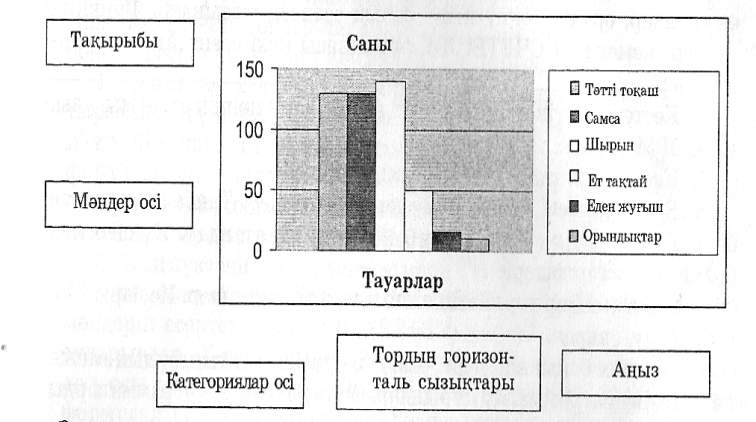 Тақырыбы
Саны
150
100
50
0
Тауарлар
Тәтті тоқаш
Самса
Шырын
Ет тақтай
Еден жуғыш
Орындықтар
Мәндер осі
Категориялар осі
Тордың горизон-
таль сызықтары
Аңыз